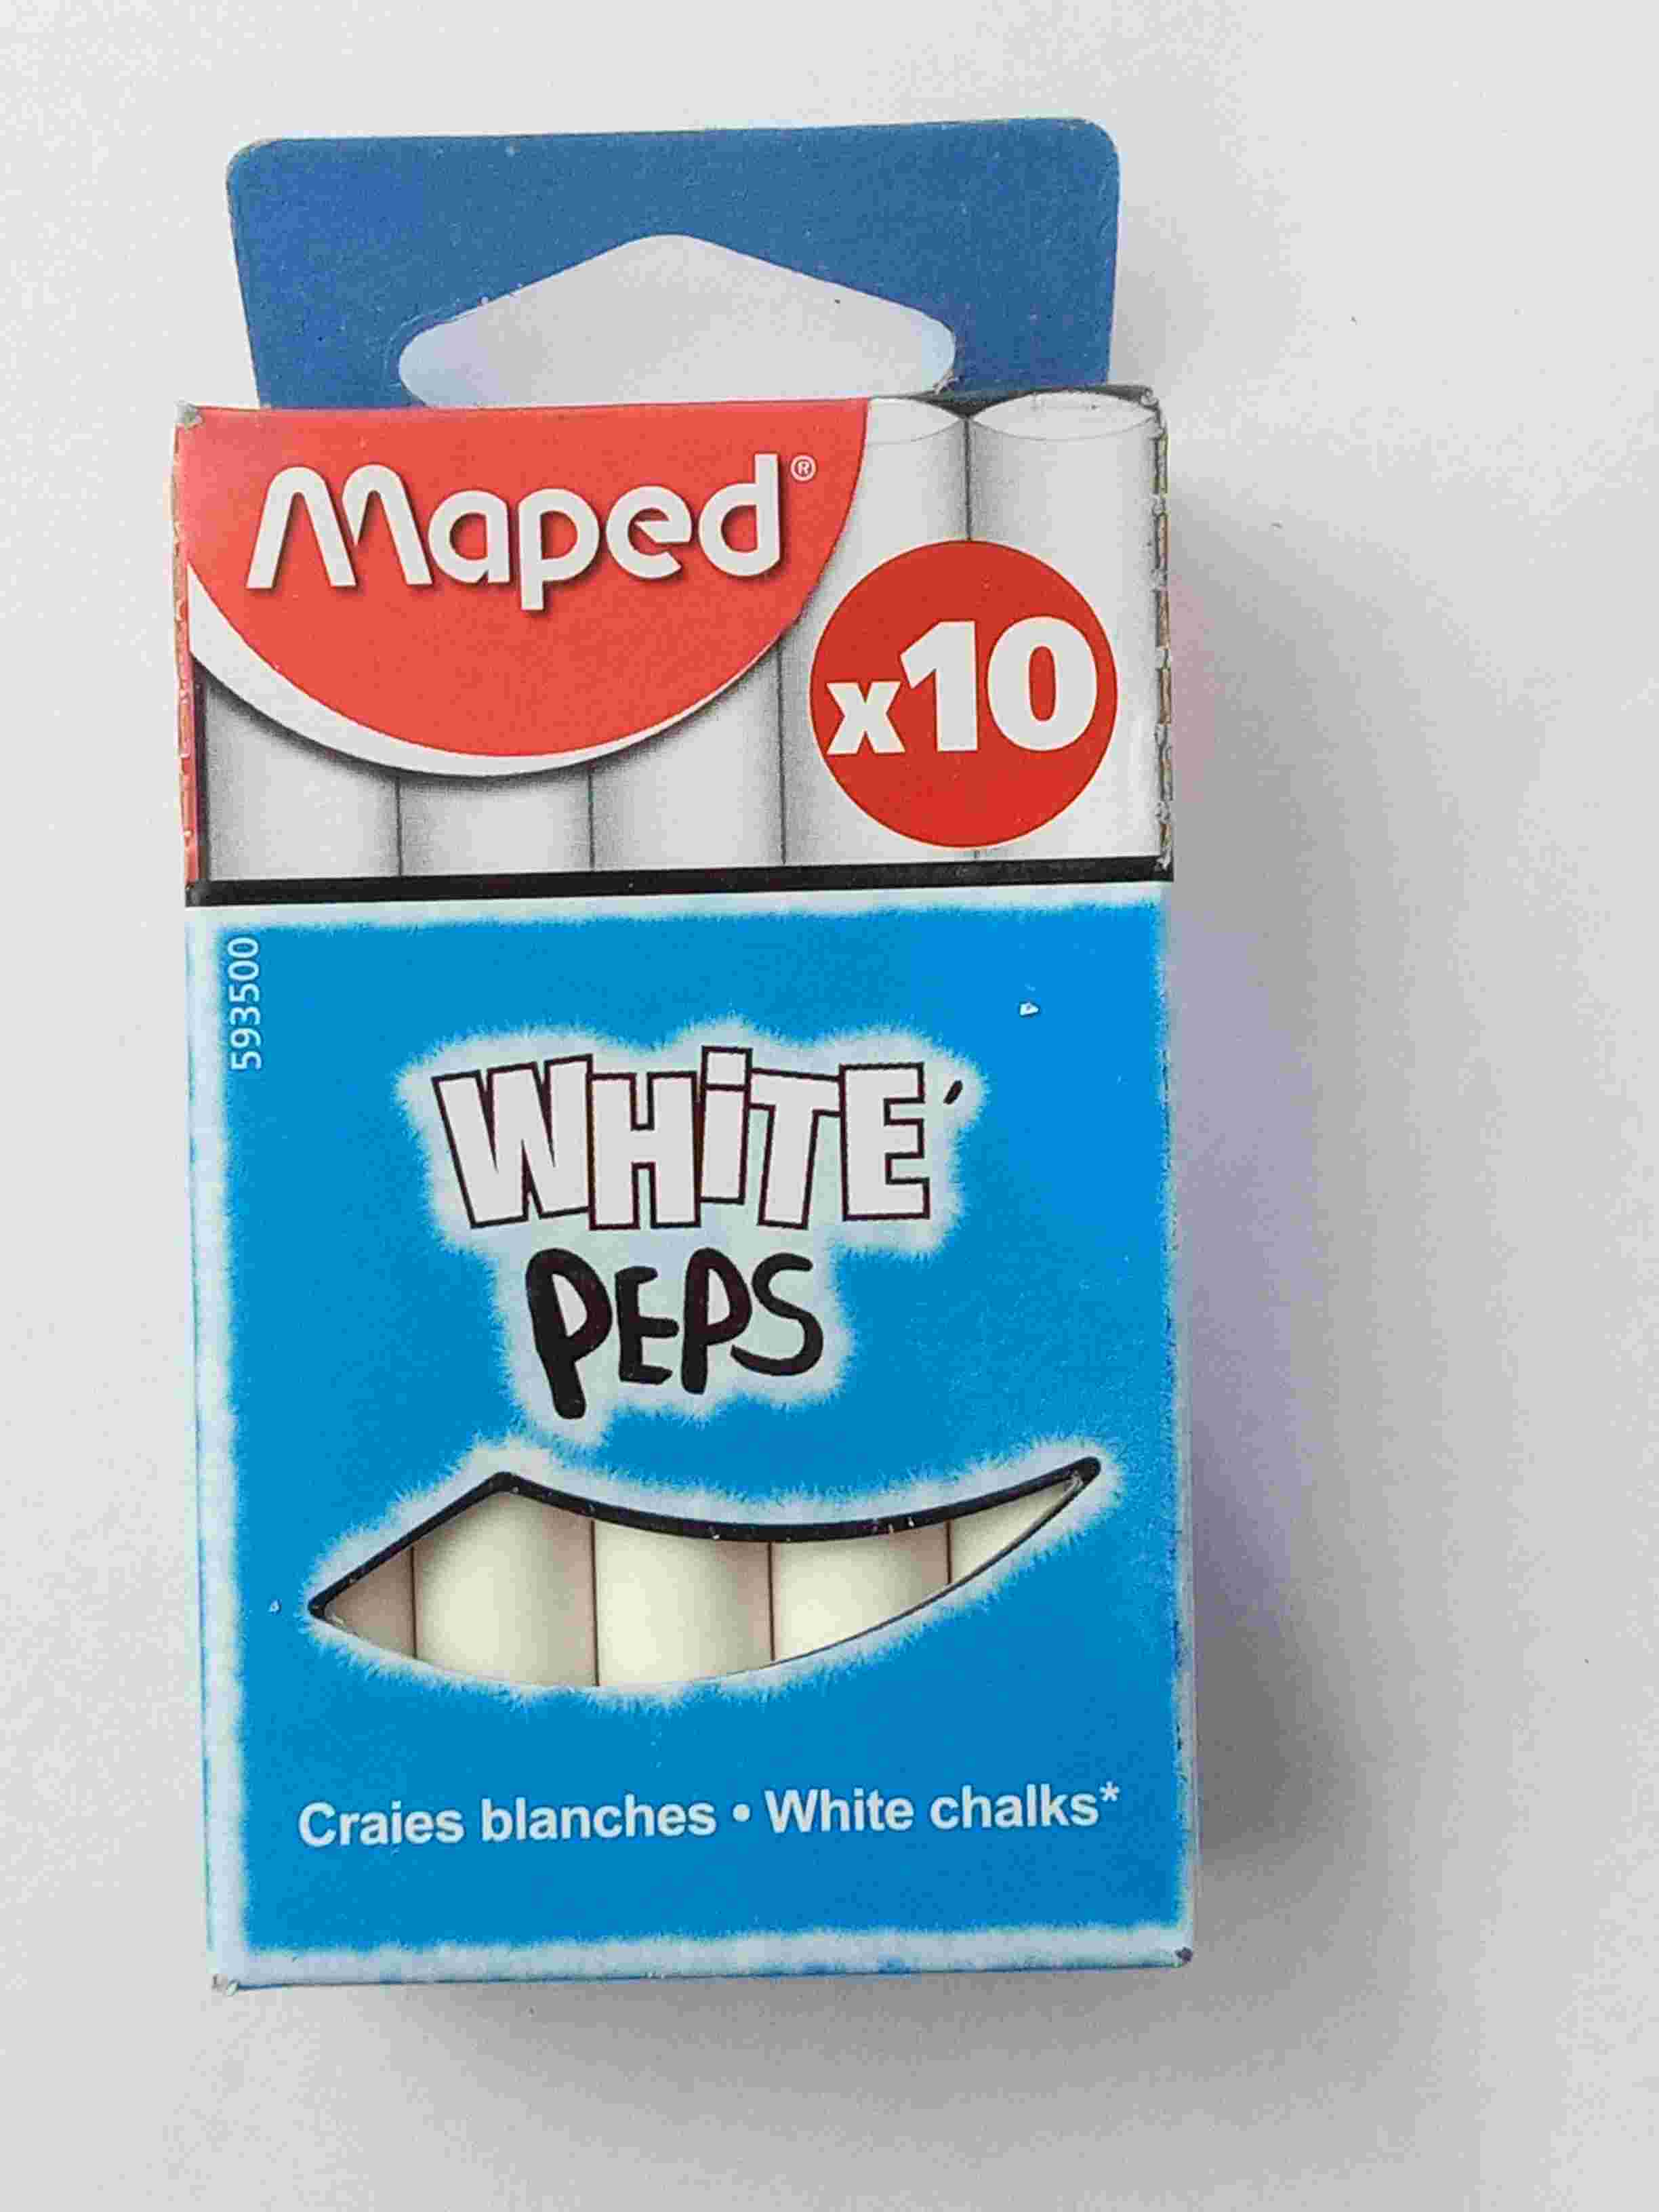 Maped®
x10
593500
WHiTE'
PEPS
Craies blanches • White chalks*